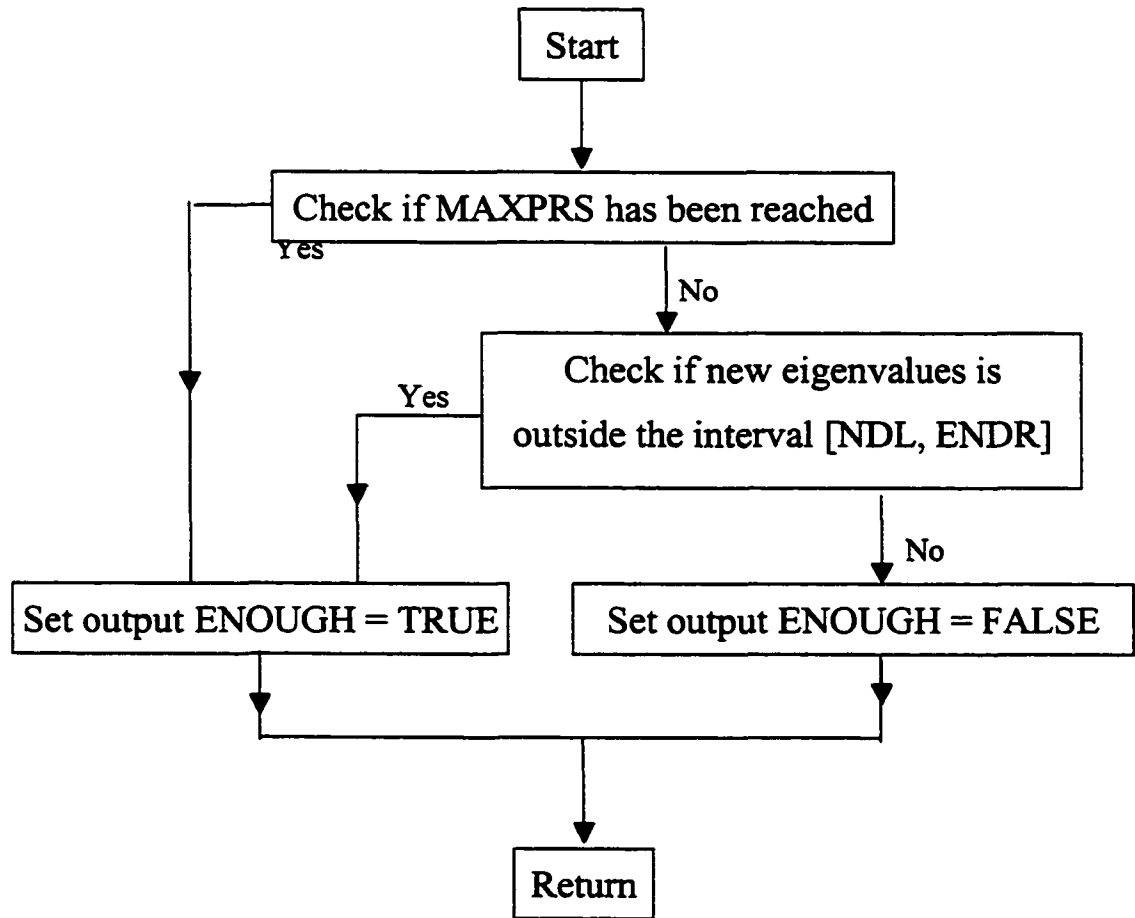 Start
Check if MAXPRS has been reached
Yes
No
Check if new eigenvalues is
outside the interval [NDL, ENDR]
Yes
No
Set output ENOUGH = TRUE
Set output ENOUGH = FALSE
Return